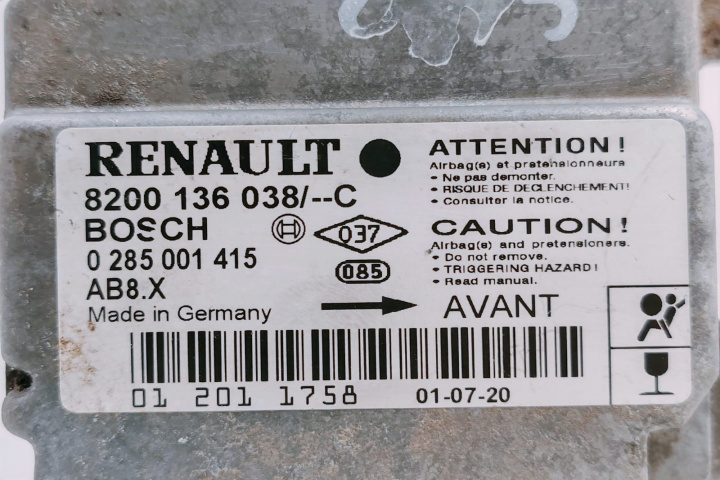 RENAULT
8200 136 038/--C
BOSCH
0 285 001 415
AB8.X
Made in Germany
037
085
ATTENTION!
Airbag(s) et pretensionneurs
• Ne pas demonter.
• RISQUE DE DECLENCHEMENT!
• Consulter la notice.
CAUTION!
Airbag(s) and pretensioners
• Do not remove.
• TRIGGERING HAZARD!
• Read manual.
AVANT
01 201 1758
01-07-20